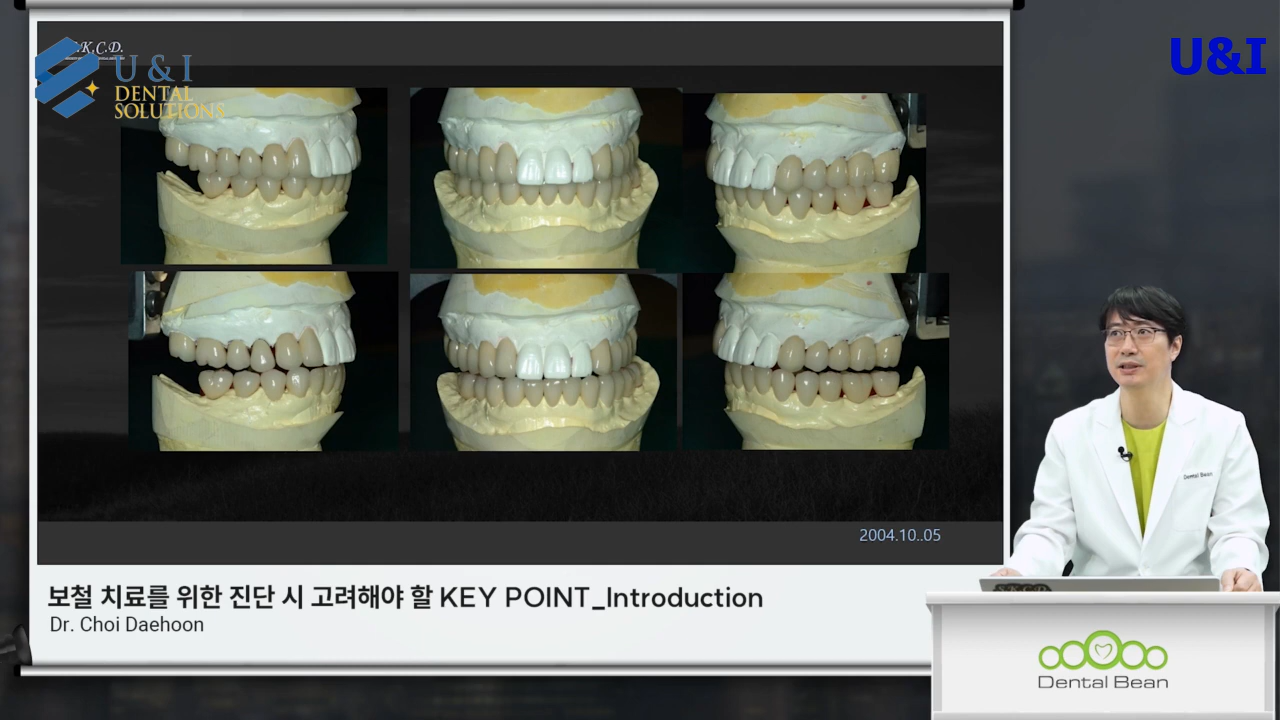 .K.C.D.
U & I
DENTAL
SOLUTIONS
U&I
2004.10..05
보철 치료를 위한 진단 시 고려해야 할 KEY POINT_Introduction
Dr. Choi Daehoon
Dental Bean
S.K.C.D
Dental Bean